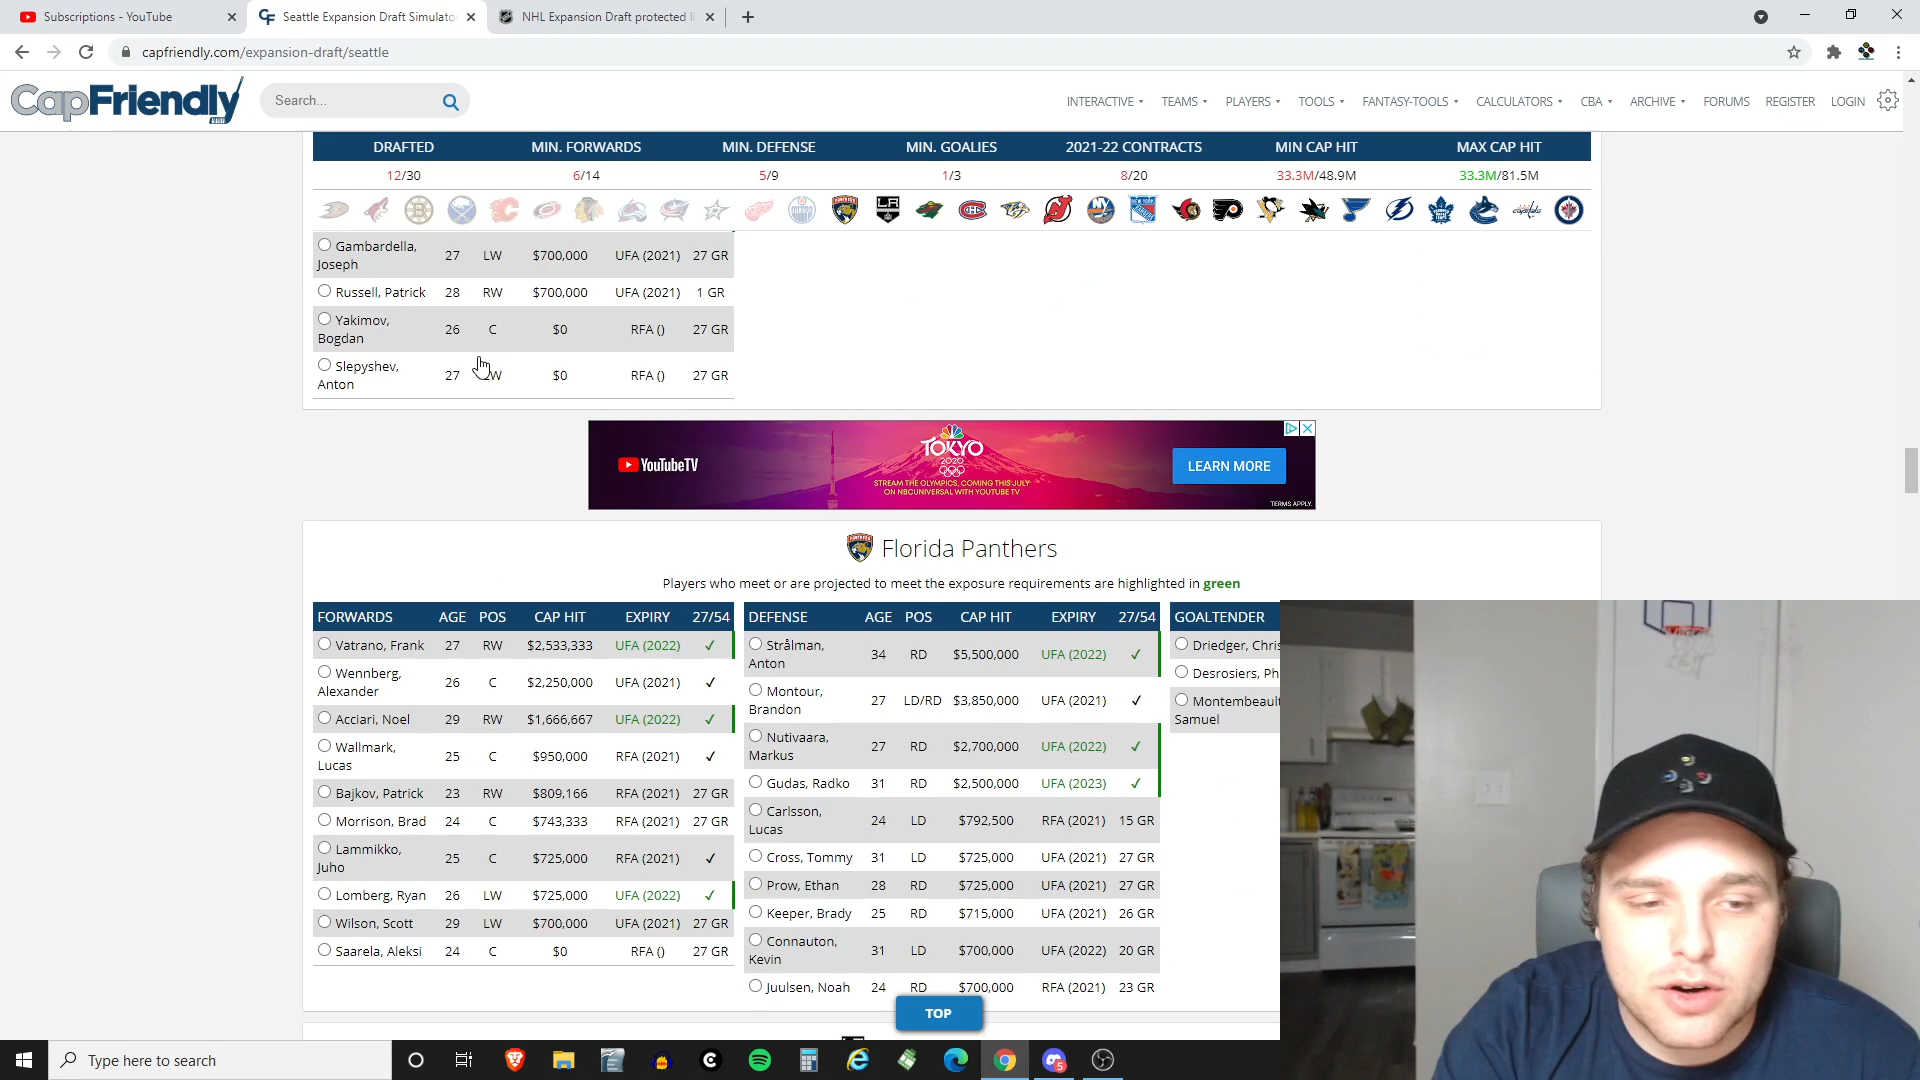 Subscriptions - YouTube
Seattle Expansion Draft Simulato
NHL Expansion Draft protected li
capfriendly.com/expansion-draft/seattle
CapFriendly
Search...
INTERACTIVE TEAMS PLAYERS TOOLS FANTASY-TOOLS CALCULATORS CBA ARCHIVE FORUMS REGISTER LOGIN
DRAFTED MIN. FORWARDS MIN. DEFENSE MIN. GOALIES 2021-22 CONTRACTS MIN CAP HIT MAX CAP HIT
12/30 6/14 5/9 1/3 8/20 33.3M/48.9M 33.3M/81.5M
Gambardella, Joseph 27 LW $700,000 UFA (2021) 27 GR
Russell, Patrick 28 RW $700,000 UFA (2021) 1 GR
Yakimov, Bogdan 26 C $0 RFA () 27 GR
Slepyshev, Anton 27 LW $0 RFA () 27 GR
YouTubeTV
TOKYO
2020
STREAM THE OLYMPICS, COMING THIS JULY
ON NBCUNIVERSAL WITH YOUTUBE TV
LEARN MORE
TERMS APPLY.
Florida Panthers
Players who meet or are projected to meet the exposure requirements are highlighted in green
FORWARDS AGE POS CAP HIT EXPIRY 27/54
Vatrano, Frank 27 RW $2,533,333 UFA (2022) ✓
Wennberg, Alexander 26 C $2,250,000 UFA (2021) ✓
Acciari, Noel 29 RW $1,666,667 UFA (2022) ✓
Wallmark, Lucas 25 C $950,000 RFA (2021) ✓
Bajkov, Patrick 23 RW $809,166 RFA (2021) 27 GR
Morrison, Brad 24 C $743,333 RFA (2021) 27 GR
Lammikko, Juho 25 C $725,000 RFA (2021) ✓
Lomberg, Ryan 26 LW $725,000 UFA (2022) ✓
Wilson, Scott 29 LW $700,000 UFA (2021) 27 GR
Saarela, Aleksi 24 C $0 RFA () 27 GR
DEFENSE AGE POS CAP HIT EXPIRY 27/54
Strålman, Anton 34 RD $5,500,000 UFA (2022) ✓
Montour, Brandon 27 LD/RD $3,850,000 UFA (2021) ✓
Nutivaara, Markus 27 RD $2,700,000 UFA (2022) ✓
Gudas, Radko 31 RD $2,500,000 UFA (2023) ✓
Carlsson, Lucas 24 LD $792,500 RFA (2021) 15 GR
Cross, Tommy 31 LD $725,000 UFA (2021) 27 GR
Prow, Ethan 28 RD $725,000 UFA (2021) 27 GR
Keeper, Brady 25 RD $715,000 UFA (2021) 26 GR
Connauton, Kevin 31 LD $700,000 UFA (2022) 20 GR
Juulsen, Noah 24 RD $700,000 RFA (2021) 23 GR
GOALTENDER
Driedger, Chris
Desrosiers, Ph
Montembeault Samuel
TOP
Type here to search